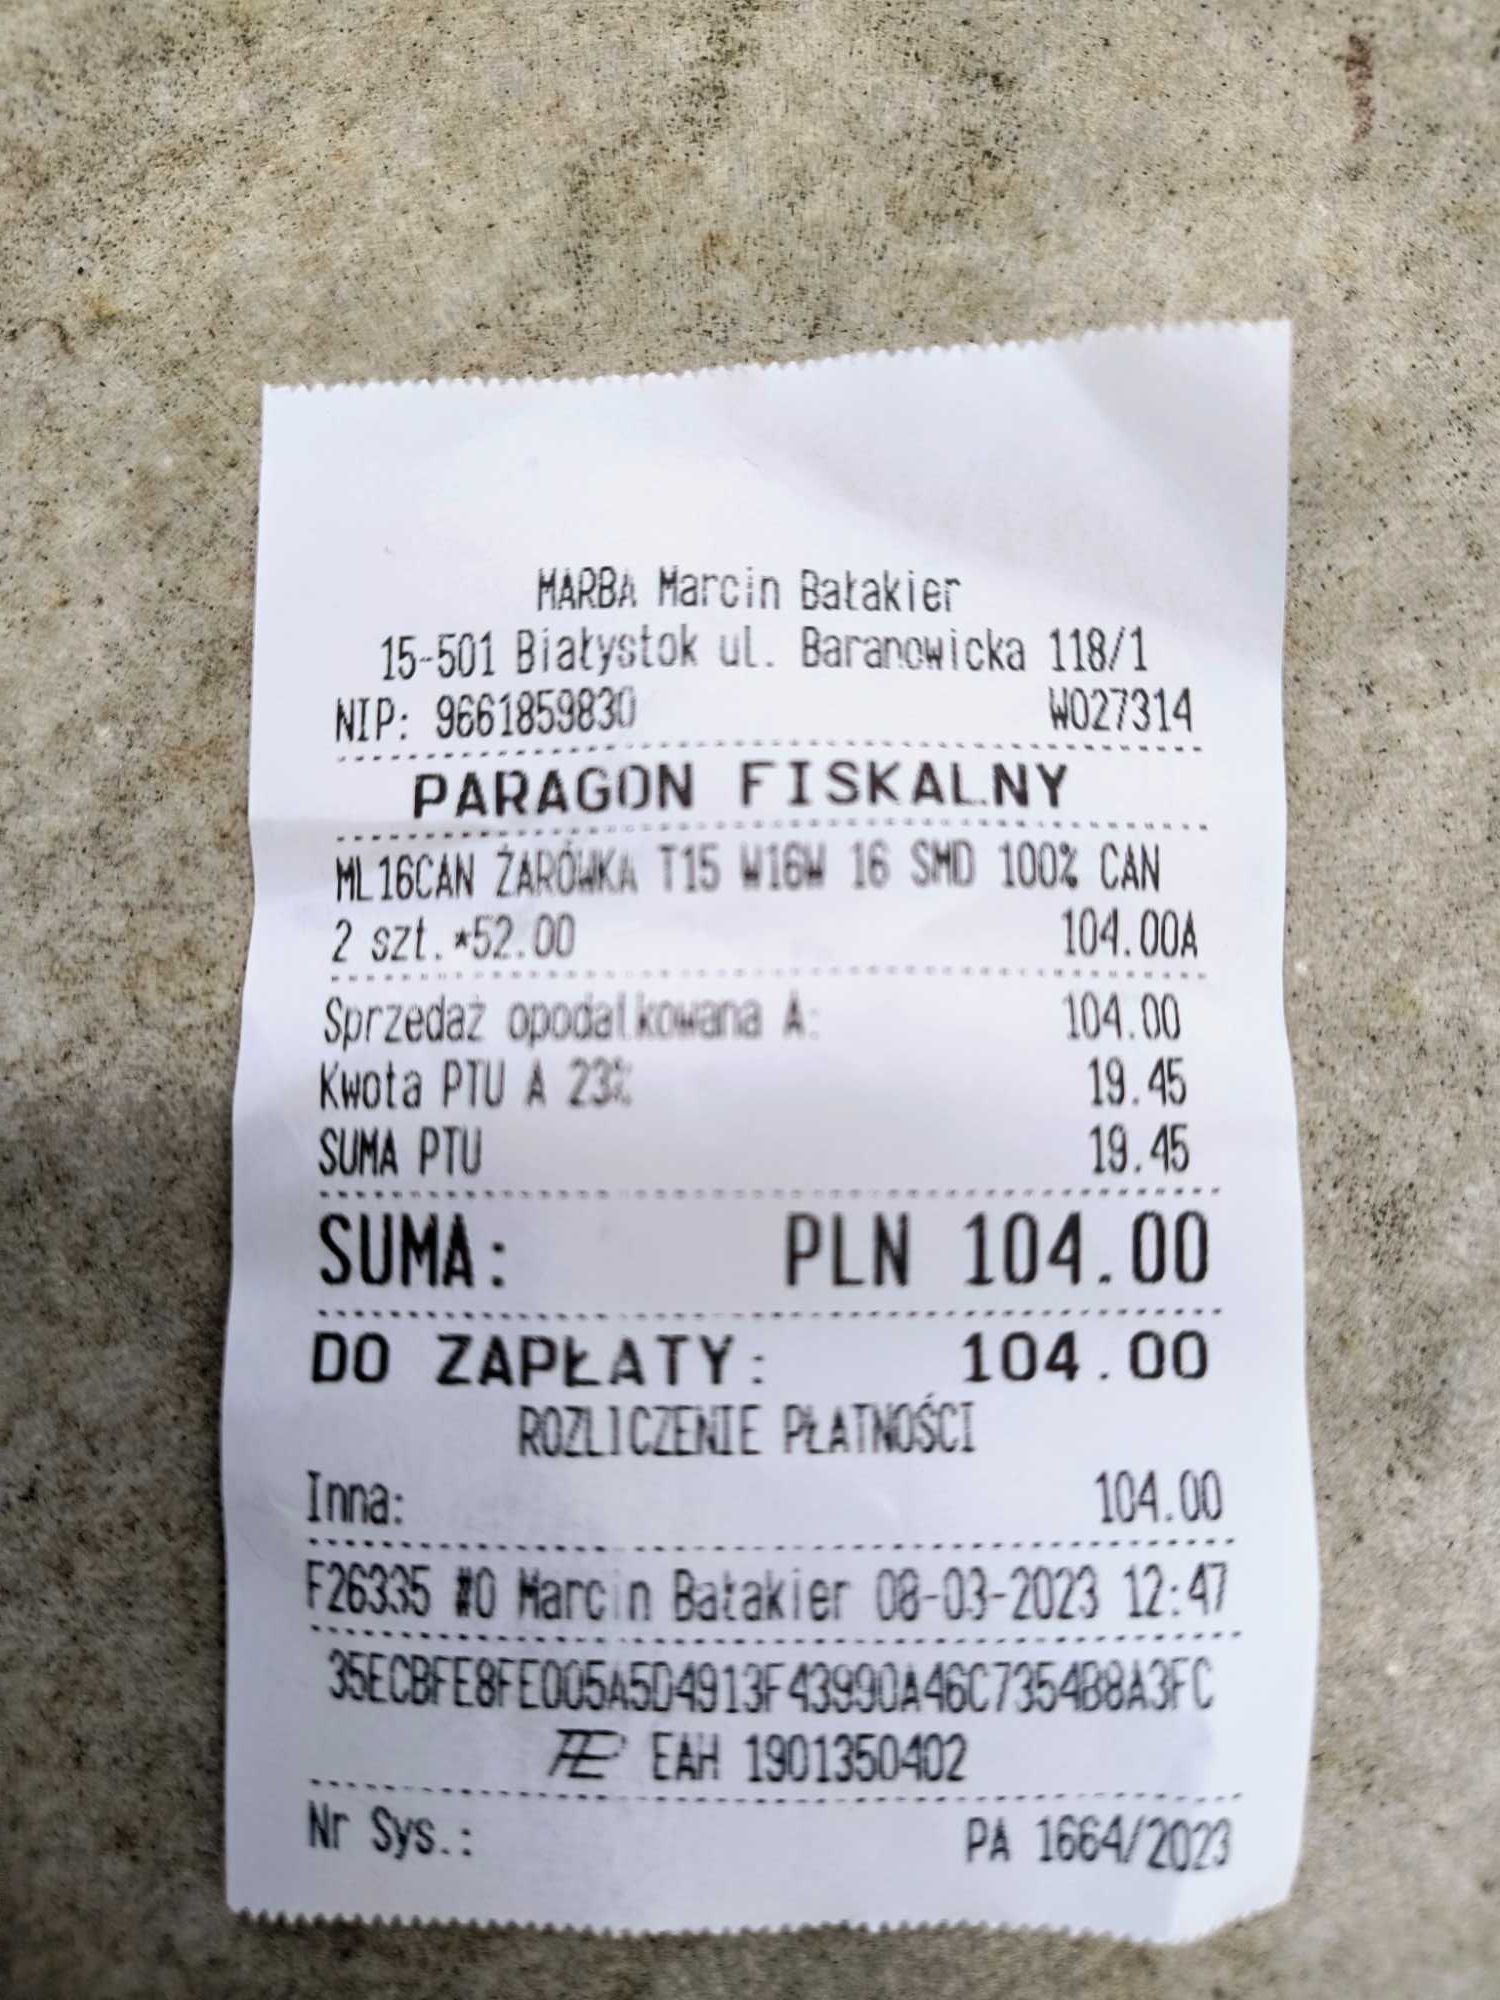 MARBA Marcin Bałakier
15-501 Białystok ul. Baranowicka 118/1
NIP: 9661859830 W027314
PARAGON FISKALNY
ML16CAN ŻARÓWKA T15 W16W 16 SMD 100% CAN
2 szt.*52.00 104.00A
Sprzedaż opodatkowana A: 104.00
Kwota PTU A 23% 19.45
SUMA PTU 19.45
SUMA: PLN 104.00
DO ZAPŁATY: 104.00
ROZLICZENIE PŁATNOŚCI
Inna: 104.00
F26335 #0 Marcin Bałakier 08-03-2023 12:47
35ECBFE8FE005A5D4913F43990A46C7354B8A3FC
EAH 1901350402
Nr Sys.: PA 1664/2023